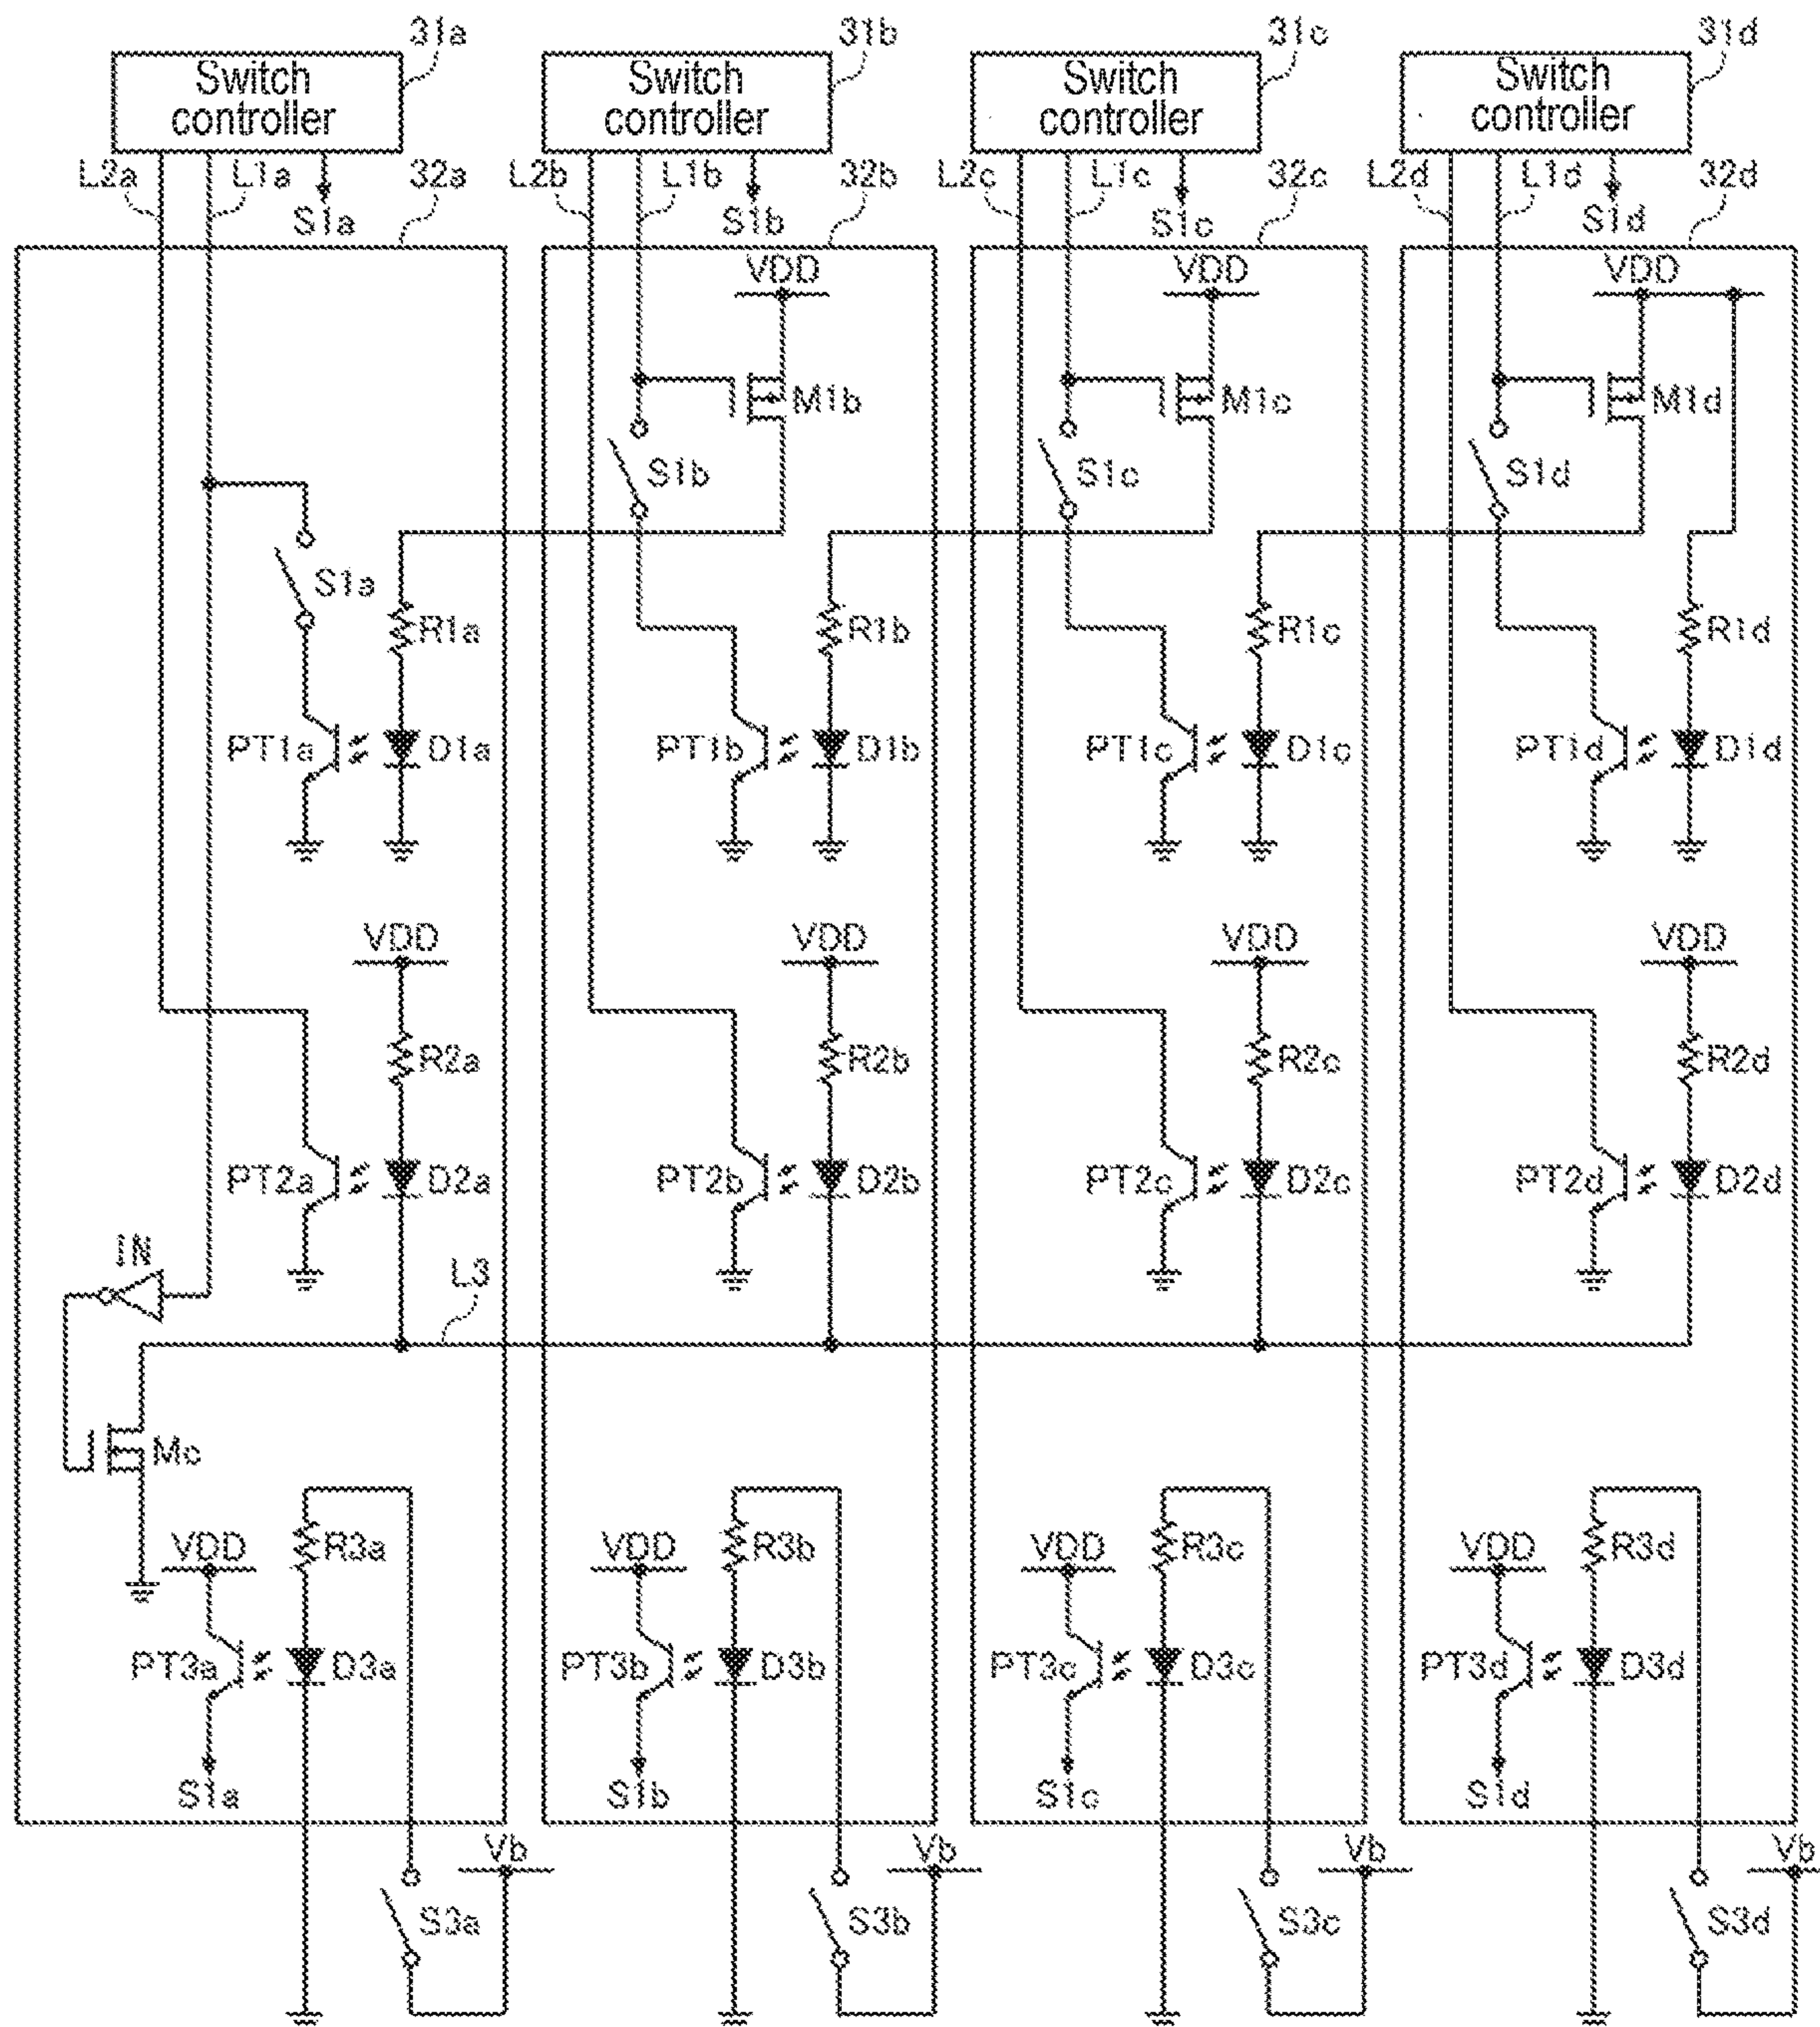 31a 31b 31c 31d
Switch controller Switch controller Switch controller Switch controller
L2a L1a 32a L2b L1b 32b L2c L1c 32c L2d L1d 32d
S1a S1b S1c S1d
VDD VDD VDD
M1b M1c M1d
S1b S1c S1d
S1a
R1a R1b R1c R1d
PT1a D1a PT1b D1b PT1c D1c PT1d D1d
VDD VDD VDD VDD
R2a R2b R2c R2d
PT2a D2a PT2b D2b PT2c D2c PT2d D2d
IN L3
Mc
VDD R3a VDD R3b VDD R3c VDD R3d
PT3a D3a PT3b D3b PT3c D3c PT3d D3d
S1a S1b S1c S1d
Vb Vb Vb Vb
S3a S3b S3c S3d